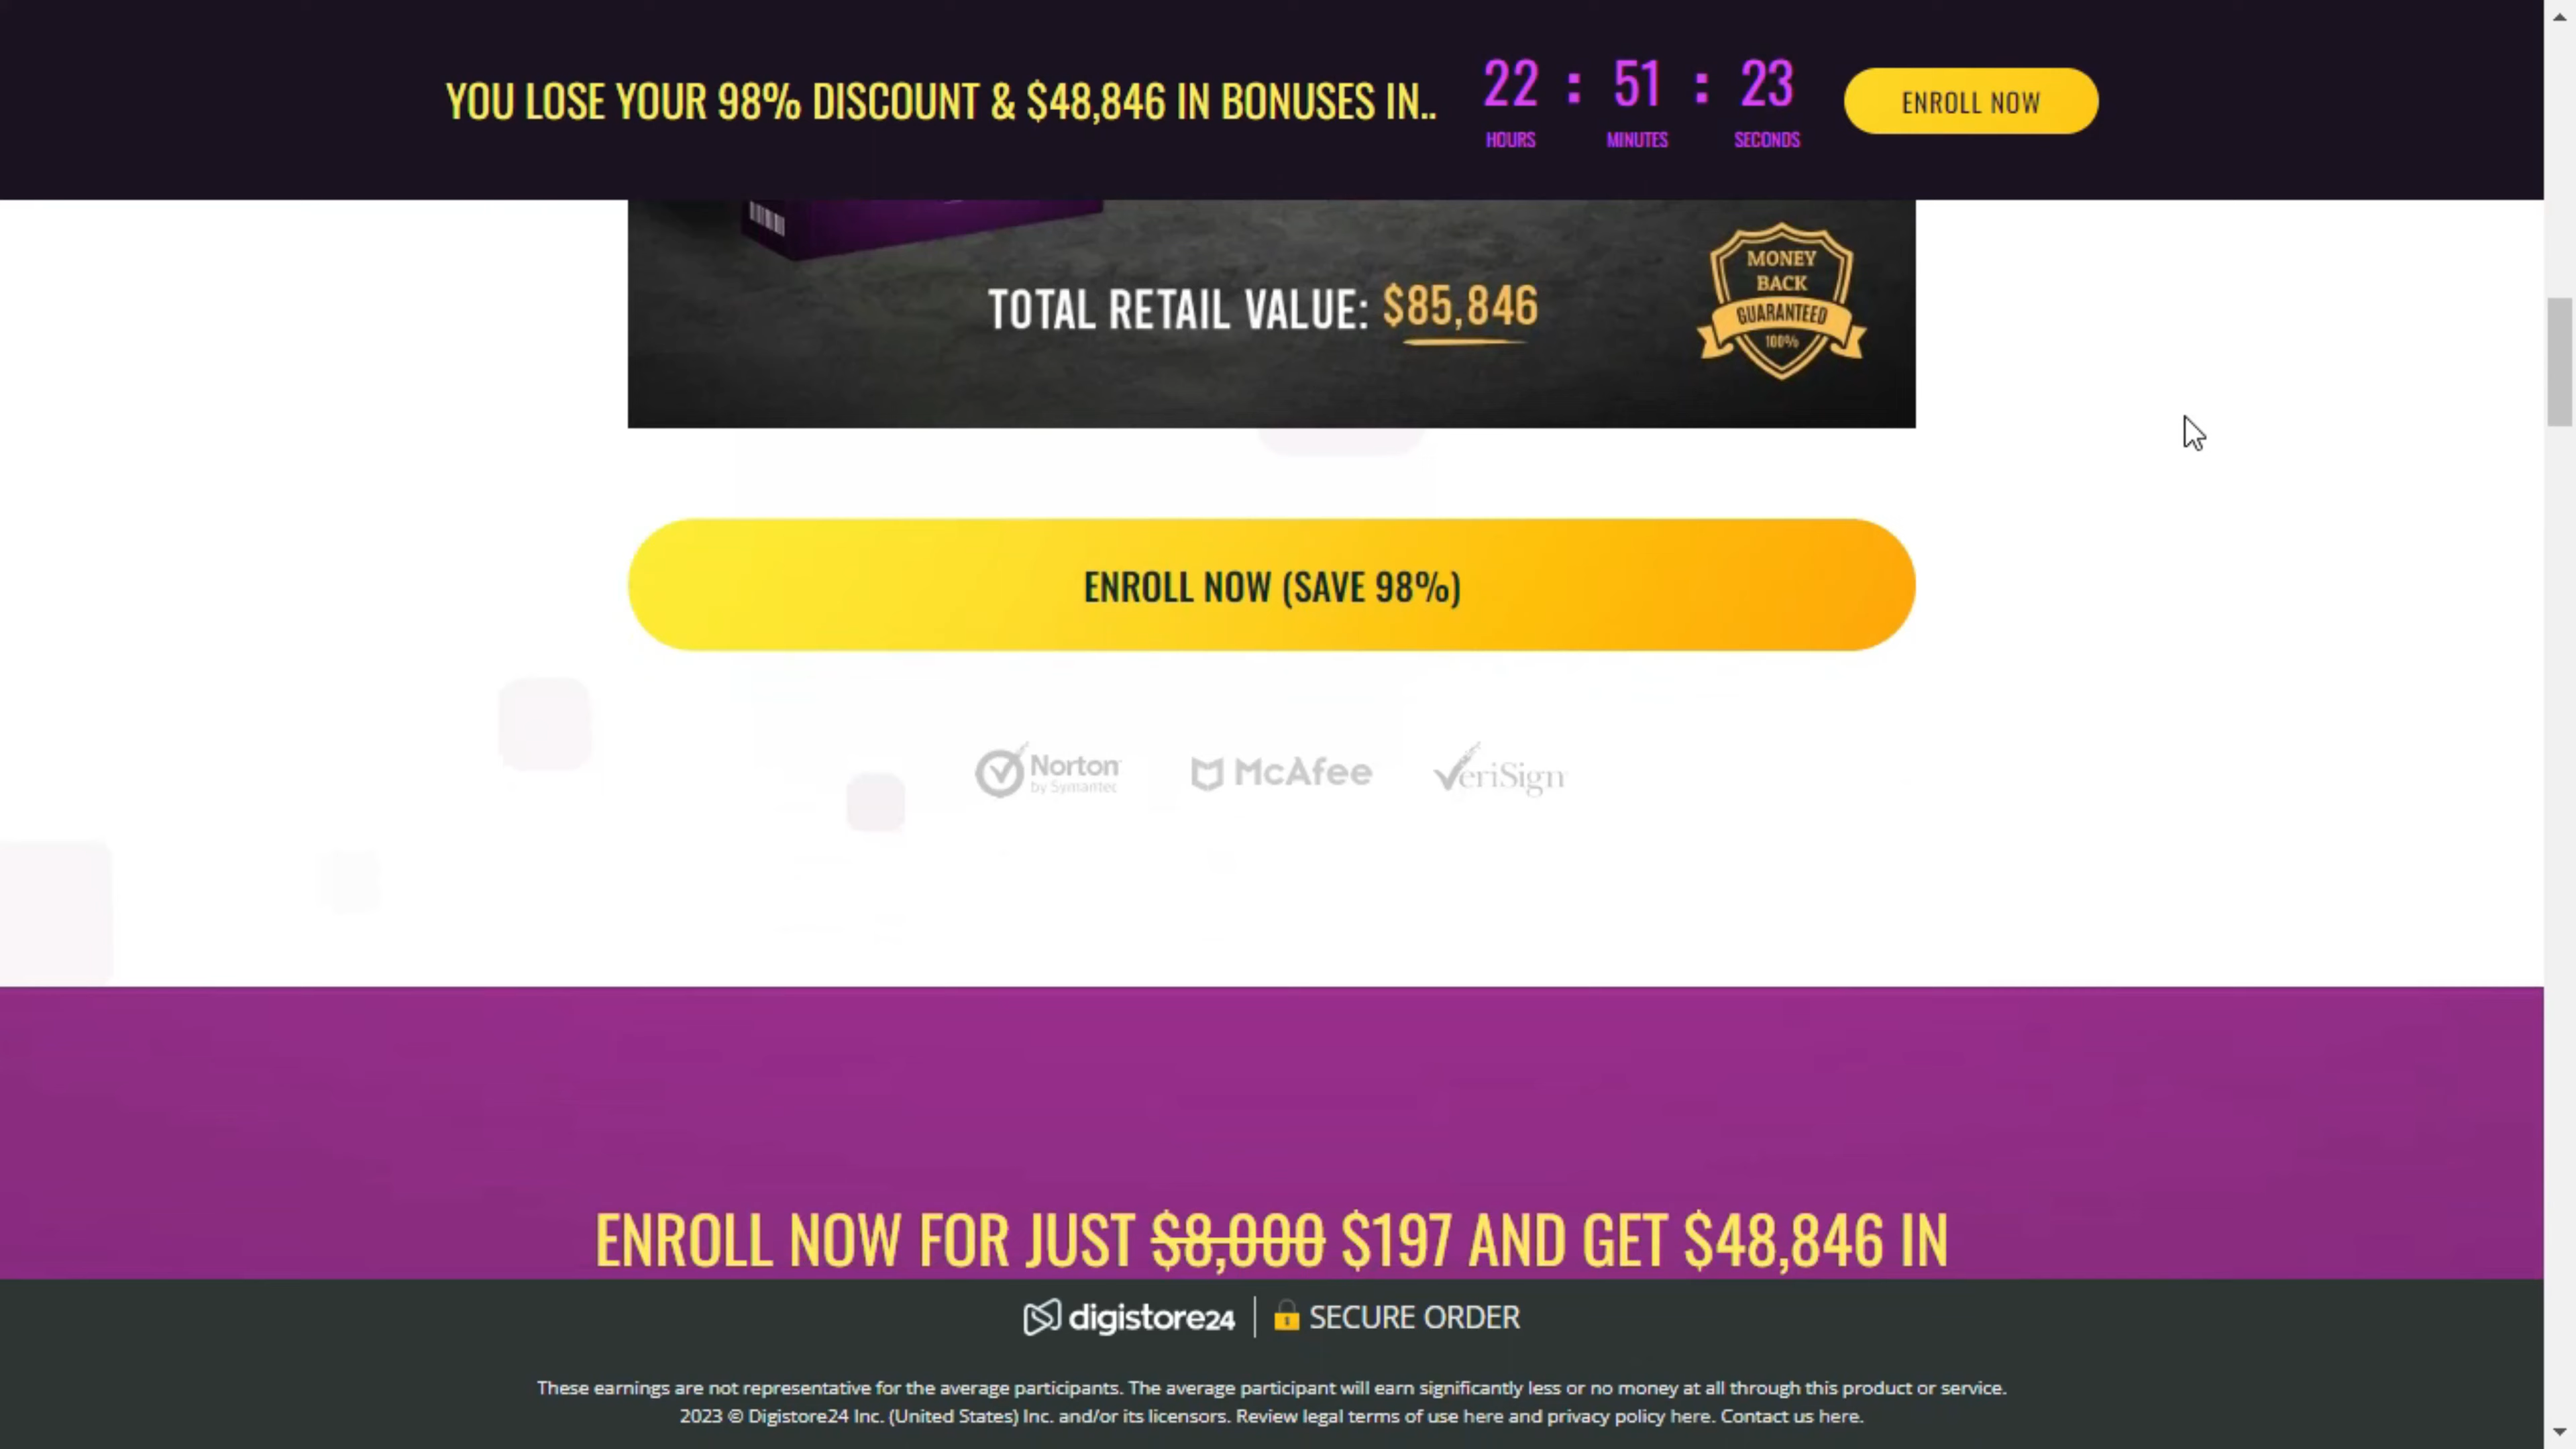 YOU LOSE YOUR 98% DISCOUNT & $48,846 IN BONUSES IN..
22 : 51 : 23
HOURS MINUTES SECONDS
ENROLL NOW
MONEY
BACK
GUARANTEED
100%
TOTAL RETAIL VALUE: $85,846
ENROLL NOW (SAVE 98%)
Norton
by Symantec
McAfee
VeriSign
ENROLL NOW FOR JUST $8,000 $197 AND GET $48,846 IN
digistore24 | SECURE ORDER
These earnings are not representative for the average participants. The average participant will earn significantly less or no money at all through this product or service.
2023 © Digistore24 Inc. (United States) Inc. and/or its licensors. Review legal terms of use here and privacy policy here. Contact us here.